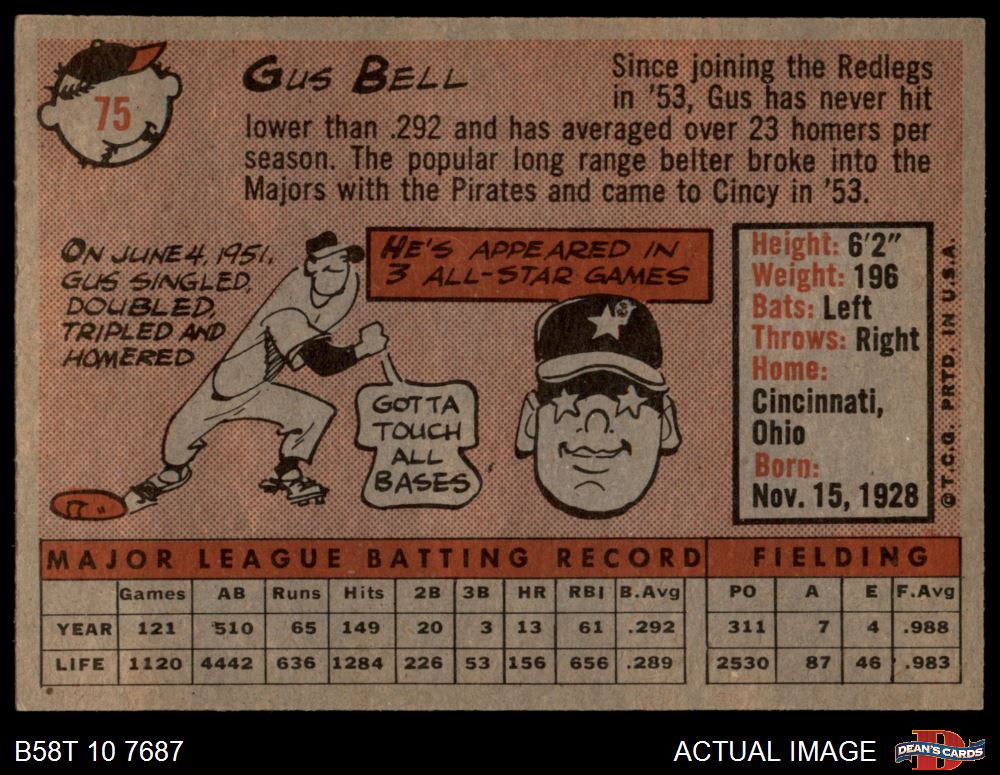 75
GUS BELL
Since joining the Redlegs
in '53, Gus has never hit
lower than .292 and has averaged over 23 homers per
season. The popular long range belter broke into the
Majors with the Pirates and came to Cincy in '53.
ON JUNE 4, 1951,
GUS SINGLED,
DOUBLED,
TRIPLED AND
HOMERED
GOTTA
TOUCH
ALL
BASES
HE'S APPEARED IN
3 ALL-STAR GAMES
AS
Height: 6'2"
Weight: 196
Bats: Left
Throws: Right
Home:
Cincinnati,
Ohio
Born:
Nov. 15, 1928
© T.C.G. PRTD. IN U.S.A.
MAJOR LEAGUE BATTING RECORD FIELDING
Games AB Runs Hits 2B 3B HR RBI B.Avg PO A E F.Avg
YEAR 121 510 65 149 20 3 13 61 .292 311 7 4 .988
LIFE 1120 4442 636 1284 226 53 156 656 .289 2530 87 46 .983
B58T 10 7687
ACTUAL IMAGE
D
DEAN'S CARDS